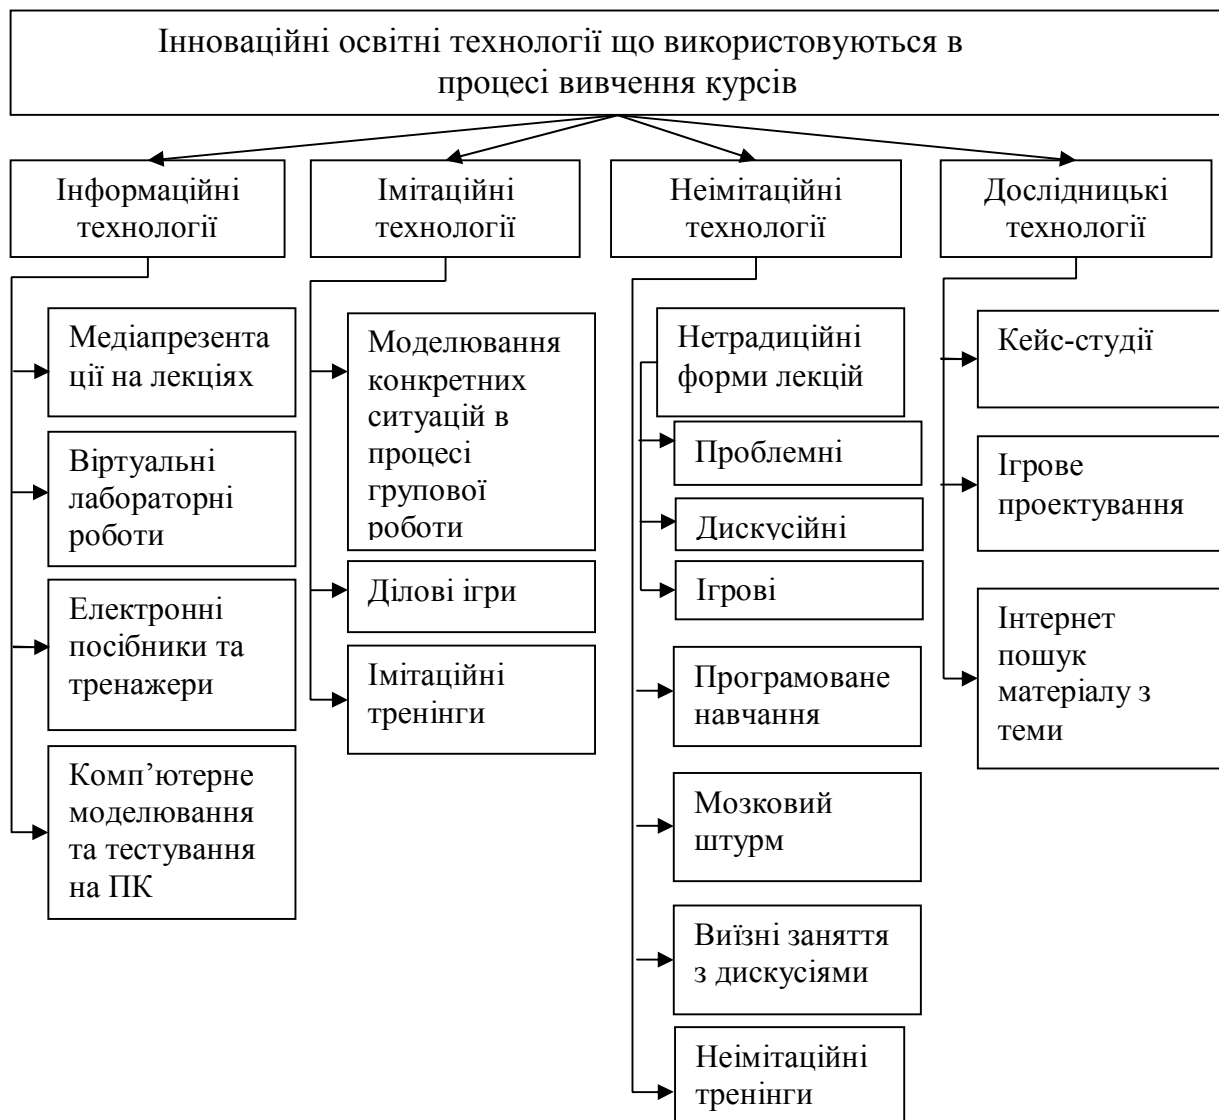 Інноваційні освітні технології що використовуються в
процесі вивчення курсів
Інформаційні
технології
Імітаційні
технології
Неімітаційні
технології
Дослідницькі
технології
Медіапрезента
ції на лекціях
Віртуальні
лабораторні
роботи
Електронні
посібники та
тренажери
Комп’ютерне
моделювання
та тестування
на ПК
Моделювання
конкретних
ситуацій в
процесі
групової
роботи
Ділові ігри
Імітаційні
тренінги
Нетрадиційні
форми лекцій
Проблемні
Дискусійні
Ігрові
Програмоване
навчання
Мозковий
штурм
Виїзні заняття
з дискусіями
Неімітаційні
тренінги
Кейс-студії
Ігрове
проектування
Інтернет
пошук
матеріалу з
теми